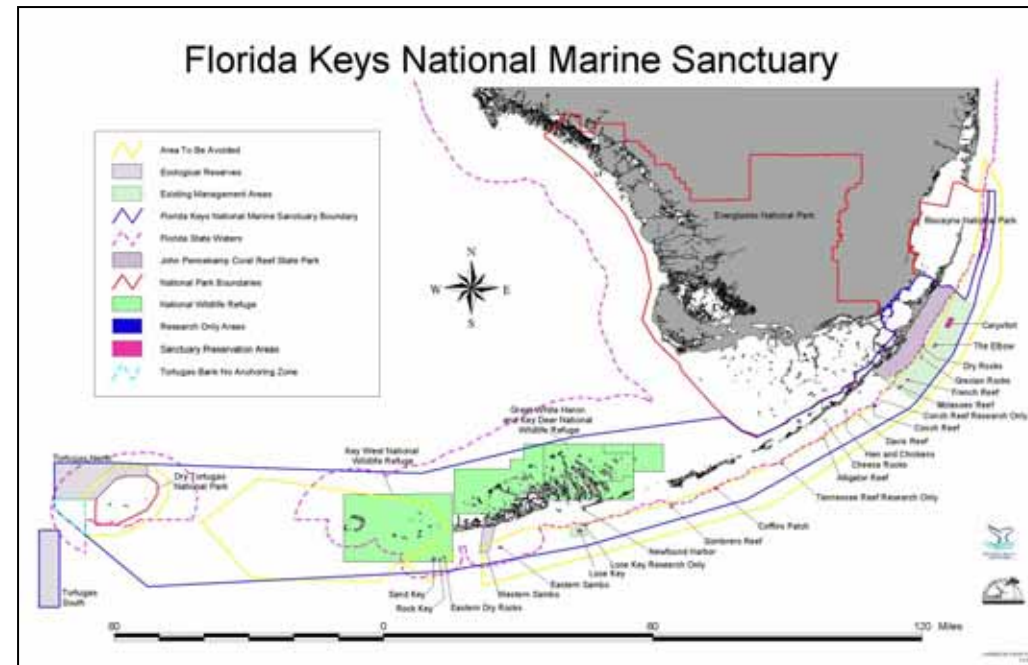 Florida Keys National Marine Sanctuary
Area To Be Avoided
Ecological Reserves
Existing Management Areas
Florida Keys National Marine Sanctuary Boundary
Florida State Waters
John Pennekamp Coral Reef State Park
National Park Boundaries
National Wildlife Refuge
Research Only Areas
Sanctuary Preservation Areas
Tortugas Bank No Anchoring Zone
N
W
E
S
Everglades National Park
Biscayne National Park
Carysfort
The Elbow
Dry Rocks
Grecian Rocks
French Reef
Molasses Reef
Conch Reef Research Only
Conch Reef
Davis Reef
Hen and Chickens
Cheeca Rocks
Alligator Reef
Tennessee Reef Research Only
Coffins Patch
Sombrero Reef
Newfound Harbor
Looe Key Research Only
Looe Key
Eastern Sambo
Western Sambo
Eastern Dry Rocks
Rock Key
Sand Key
Great White Heron
and Key Deer National
Wildlife Refuge
Key West National
Wildlife Refuge
Tortugas North
Dry Tortugas
National Park
Tortugas
South
60
0
60
120
Miles